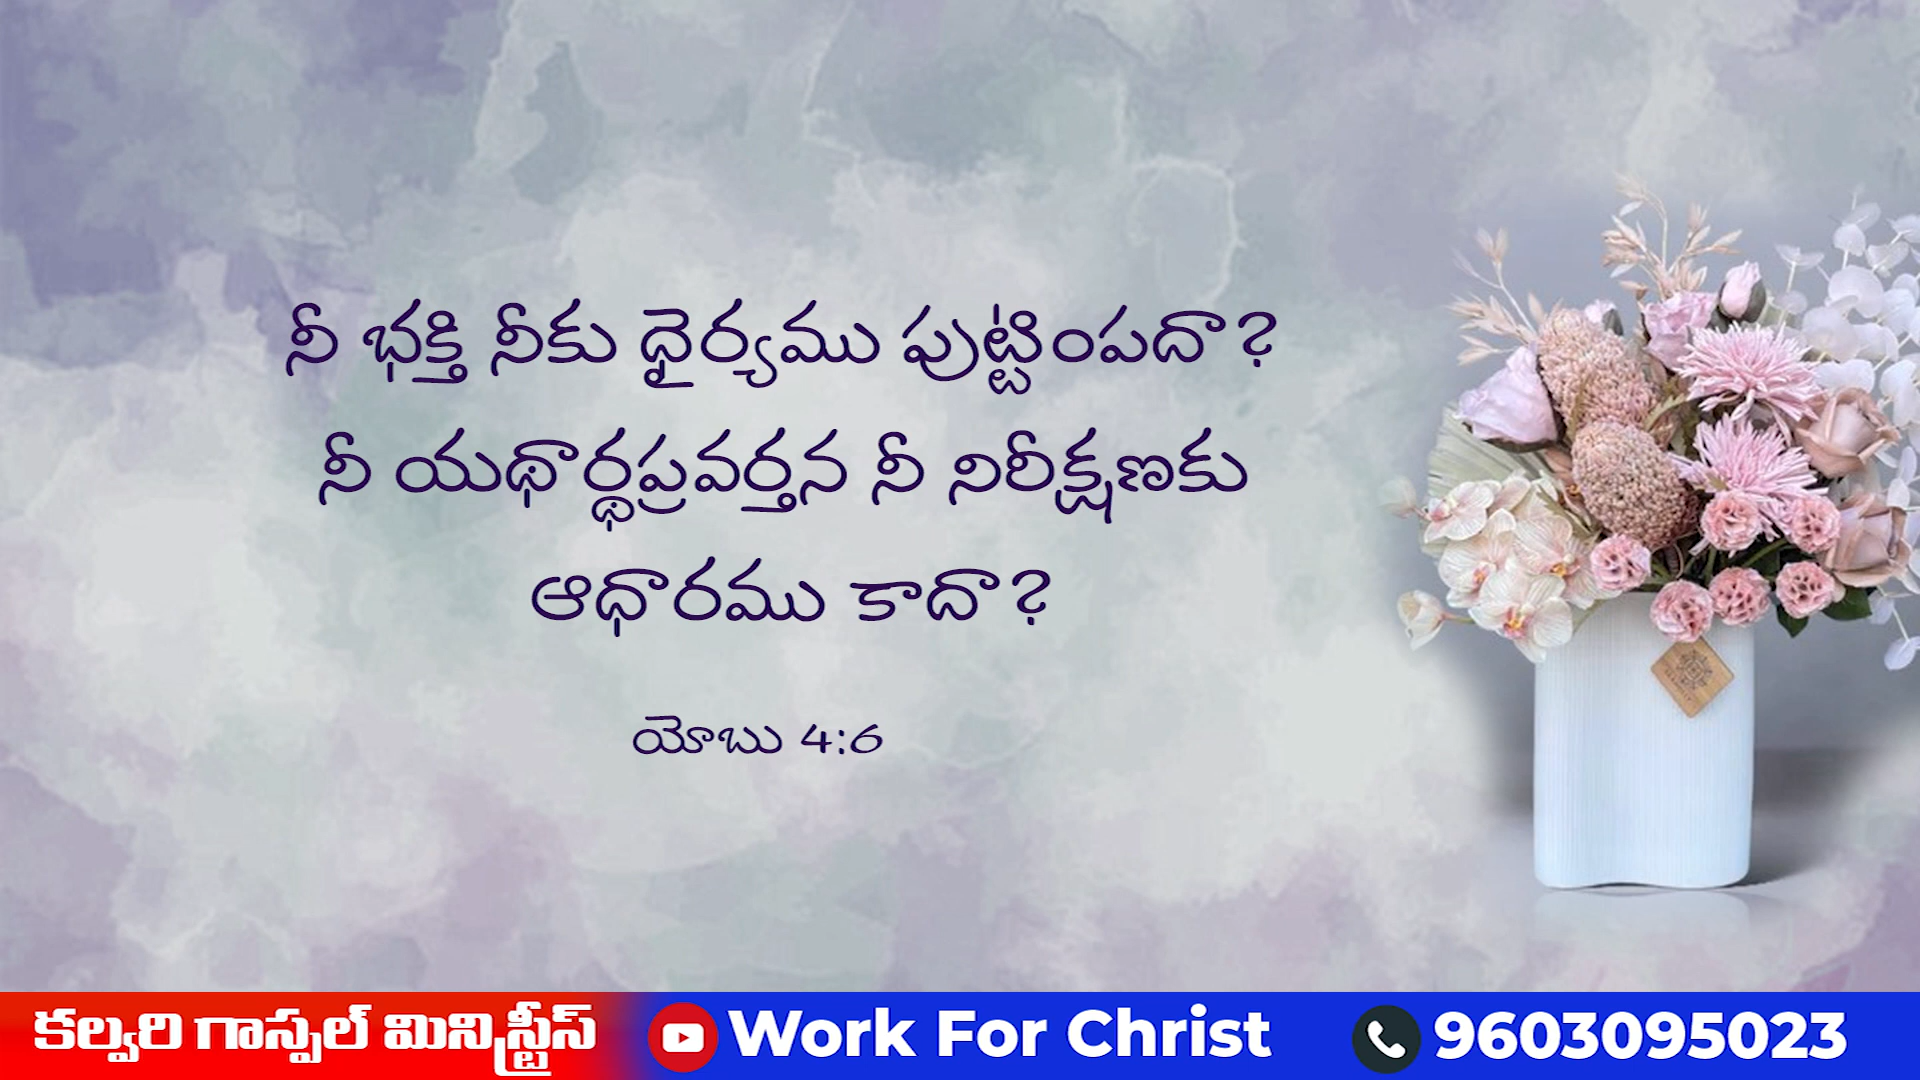 నీ భక్తి నీకు ధైర్యము పుట్టింపదా?
నీ యథార్థప్రవర్తన నీ నిరీక్షణకు
ఆధారము కాదా?
యోబు 4:6
కల్వరి గాస్పల్ మినిస్ట్రీస్ Work For Christ 9603095023